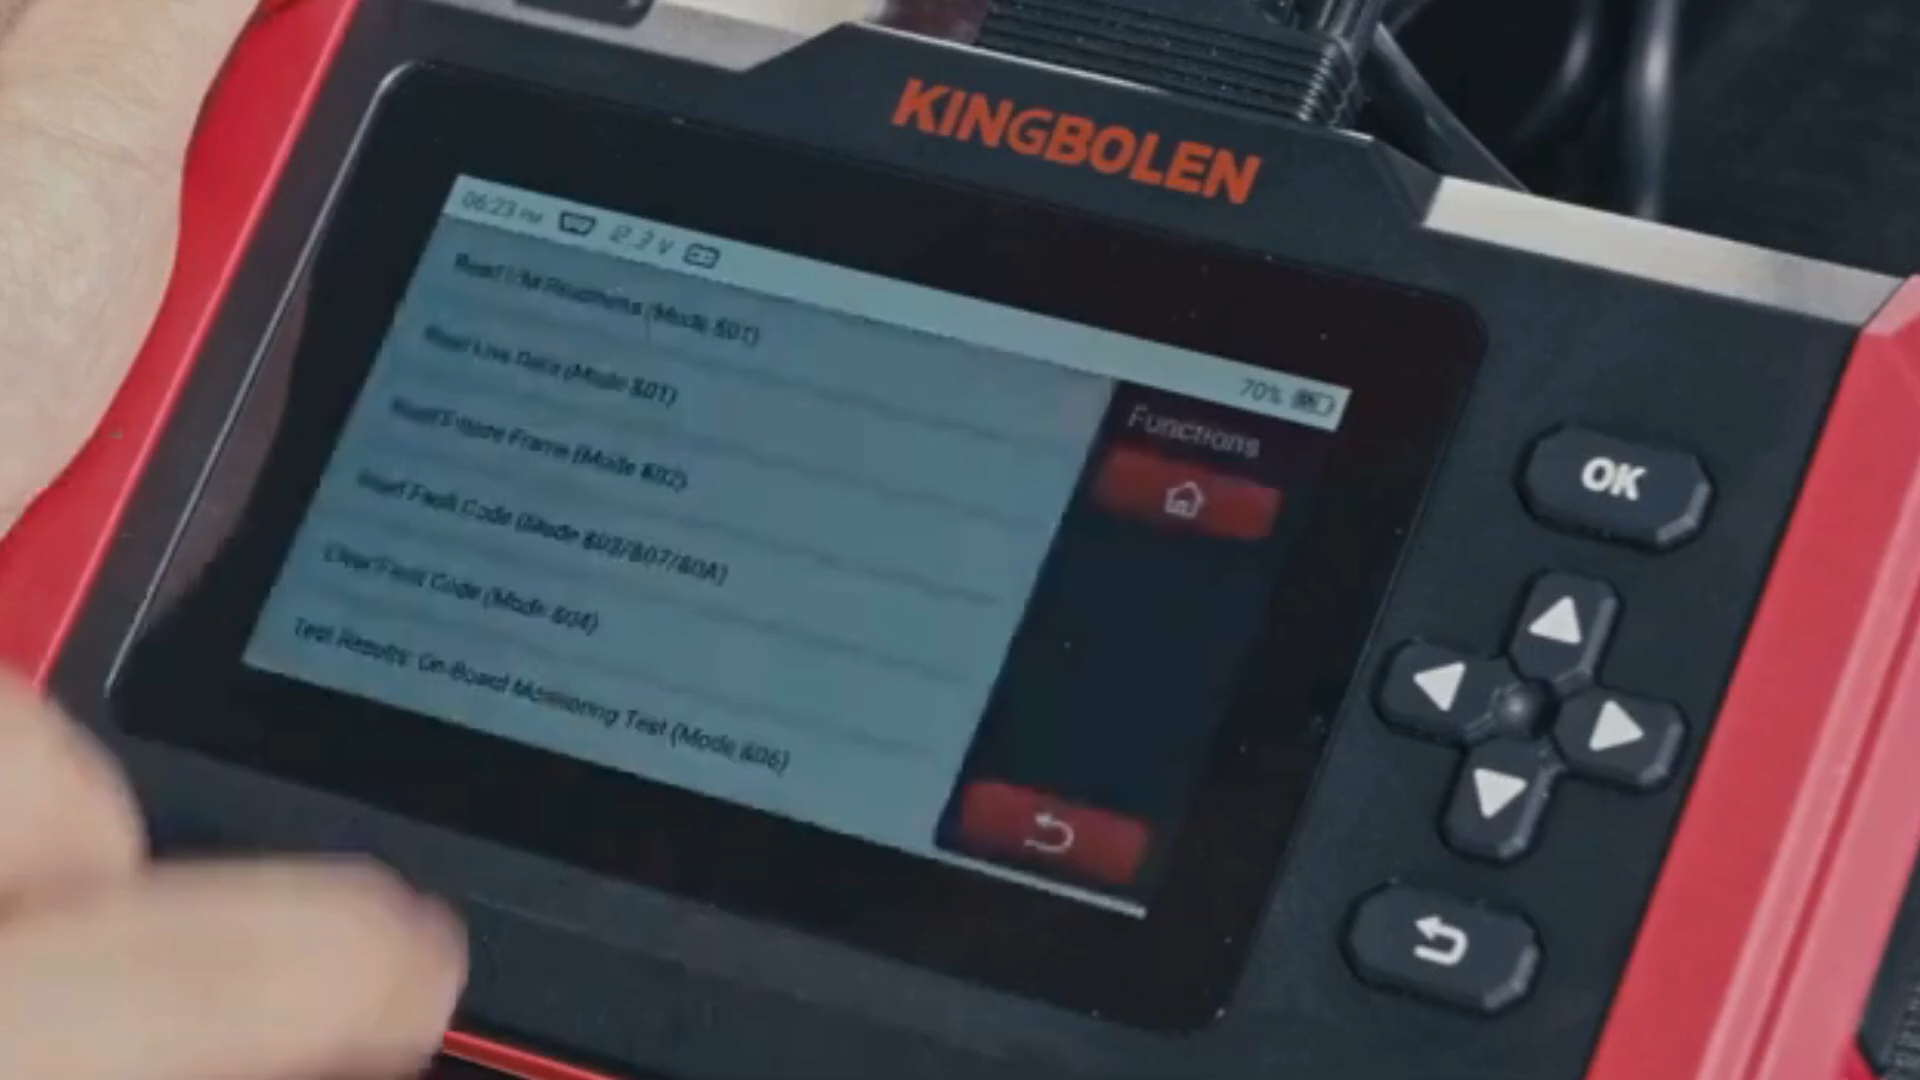 KINGBOLEN
06:23 PM 12.3 V
70%
Read I/M Readiness (Mode $01)
Functions
Read Live Data (Mode $01)
Read Freeze Frame (Mode $02)
Read Fault Code (Mode $03/$07/$0A)
Clear Fault Code (Mode $04)
Test Results: On-Board Monitoring Test (Mode $06)
OK